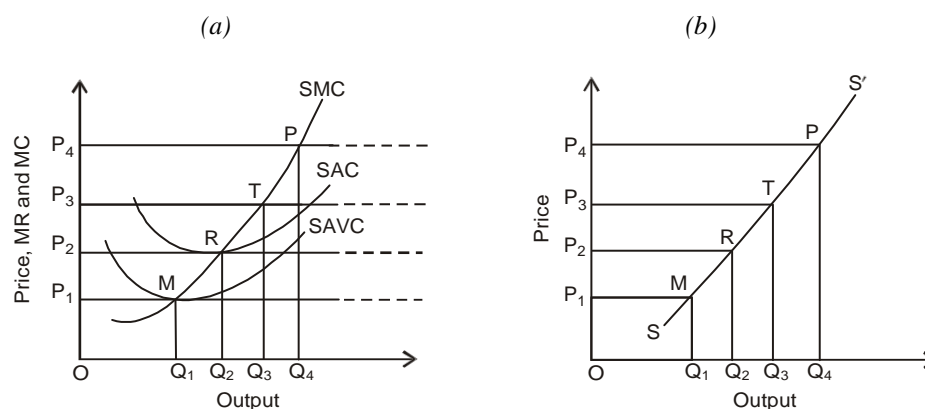 (a)
SMC
P
P4
SAC
T
P3
SAVC
R
P2
M
P1
Price, MR and MC
O
Q1
Q2
Q3
Q4
Output
(b)
S′
P
P4
T
P3
R
P2
M
P1
Price
S
O
Q1
Q2
Q3
Q4
Output